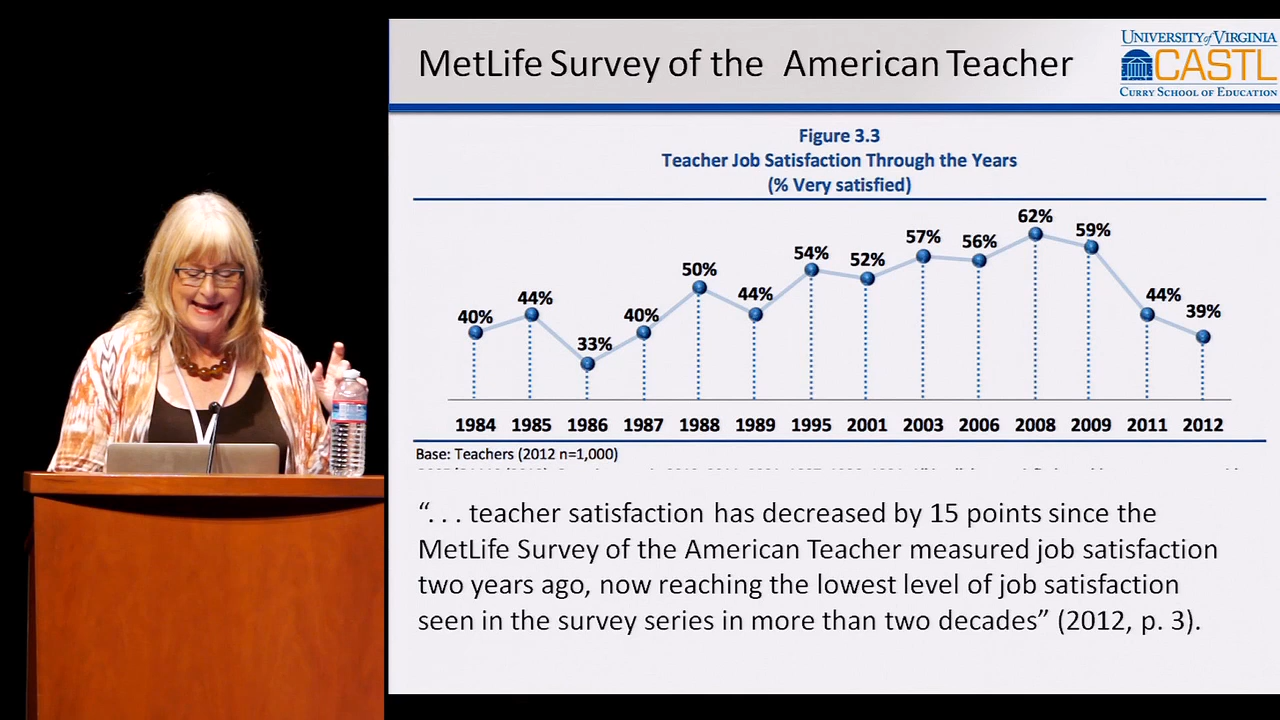 MetLife Survey of the American Teacher
UNIVERSITY of VIRGINIA
CASTL
CURRY SCHOOL OF EDUCATION
Figure 3.3
Teacher Job Satisfaction Through the Years
(% Very satisfied)
40% 44% 33% 40% 50% 44% 54% 52% 57% 56% 62% 59% 44% 39%
1984 1985 1986 1987 1988 1989 1995 2001 2003 2006 2008 2009 2011 2012
Base: Teachers (2012 n=1,000)
“. . . teacher satisfaction has decreased by 15 points since the
MetLife Survey of the American Teacher measured job satisfaction
two years ago, now reaching the lowest level of job satisfaction
seen in the survey series in more than two decades” (2012, p. 3).